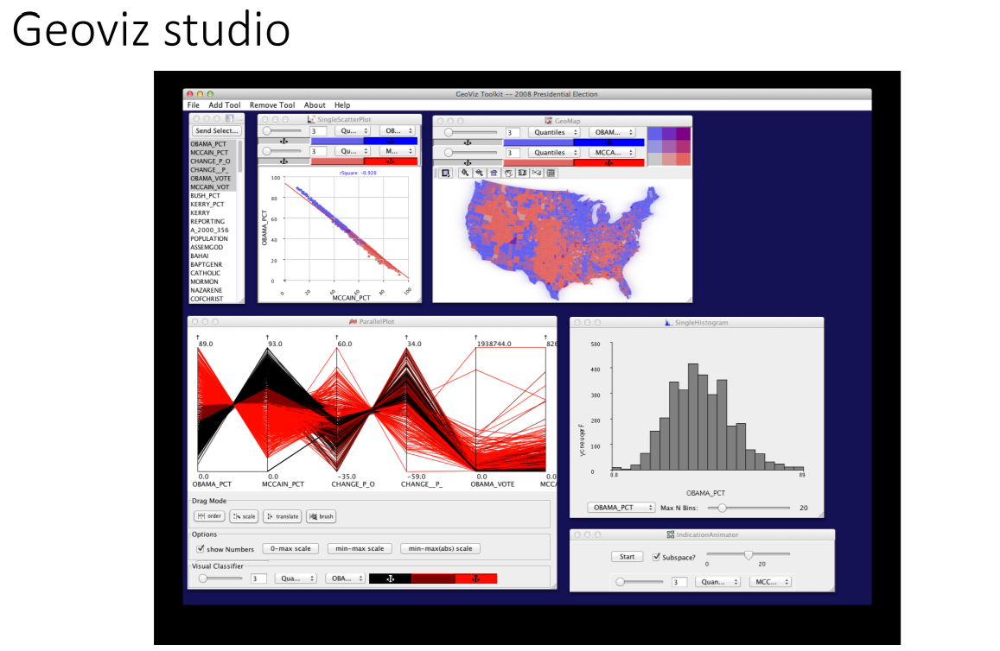 Geoviz studio
GeoViz Toolkit -- 2008 Presidential Election
File Add Tool Remove Tool About Help
...
Send Select...
OBAMA_PCT
MCCAIN_PCT
CHANGE_P_O
CHANGE__P_
OBAMA_VOTE
MCCAIN_VOT
BUSH_PCT
KERRY_PCT
KERRY
REPORTING
A_2000_356
POPULATION
ASSEMGOD
BAHAI
BAPTGENR
CATHOLIC
MORMON
NAZARENE
COFCHRIST
SingleScatterPlot
3 Qu... OB...
3 Qu... M...
rSquare: -0.926
100
80
60
40
20
0
OBAMA_PCT
0 20 40 60 80 100
MCCAIN_PCT
GeoMap
3 Quantiles OBAM...
3 Quantiles MCCA...
ParallelPlot
89.0 93.0 60.0 34.0 1938744.0 826
0.0 0.0 -35.0 -59.0 0.0 0.0
OBAMA_PCT MCCAIN_PCT CHANGE_P_O CHANGE__P_ OBAMA_VOTE MCCA
Drag Mode
order scale translate brush
Options
show Numbers 0-max scale min-max scale min-max(abs) scale
Visual Classifier
3 Qua... OBA...
SingleHistogram
500
400
300
200
100
0
Frequency
0.0 89
OBAMA_PCT
OBAMA_PCT Max N Bins: 20
IndicationAnimator
Start Subspace? 0 20
3 Quan... MCC...